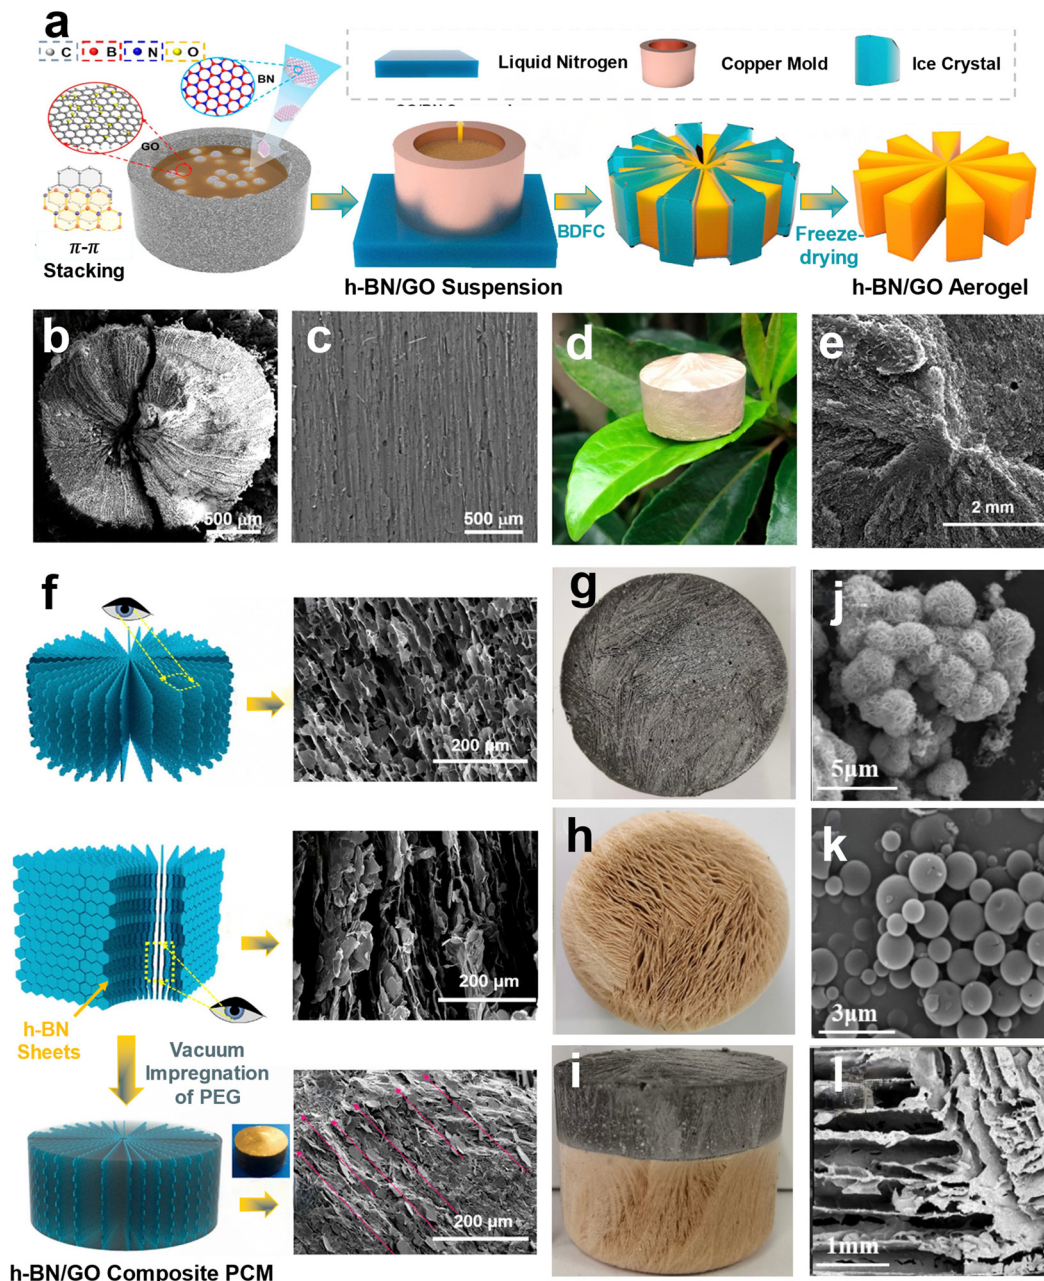 a
C B N O
BN
GO
π-π
Stacking
Liquid Nitrogen
Copper Mold
Ice Crystal
BDFC
Freeze-
drying
h-BN/GO Suspension
h-BN/GO Aerogel
b
500 μm
c
500 μm
d
e
2 mm
f
200 μm
g
j
5μm
200 μm
h
k
3μm
h-BN
Sheets
Vacuum
Impregnation
of PEG
200 μm
i
l
1mm
h-BN/GO Composite PCM